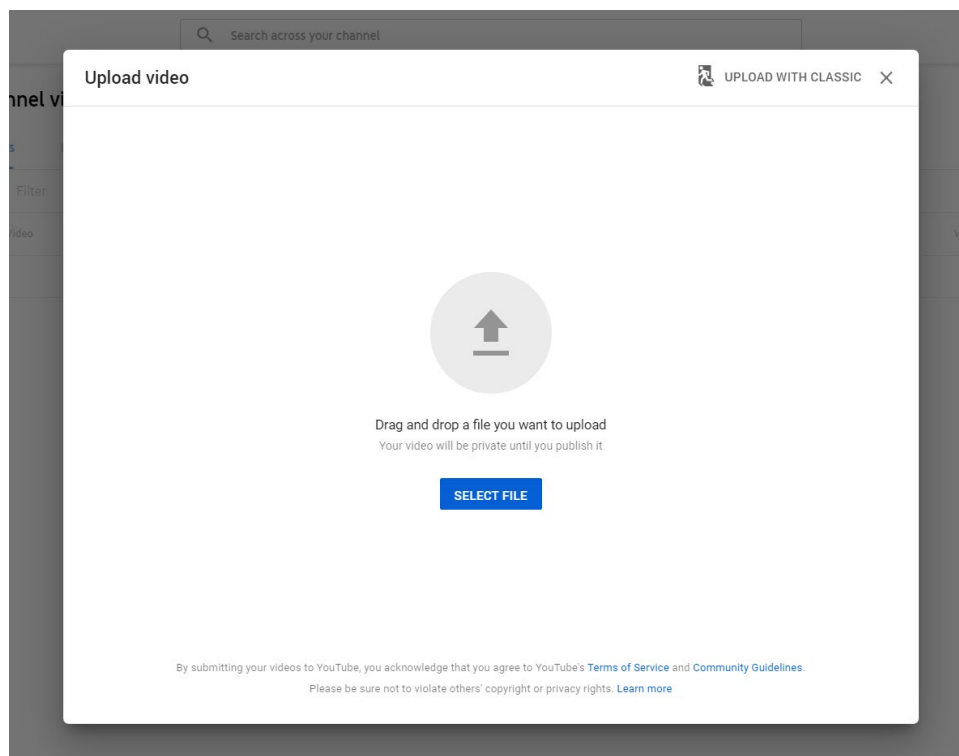 Search across your channel
Upload video
UPLOAD WITH CLASSIC
Filter
Video
Drag and drop a file you want to upload
Your video will be private until you publish it
SELECT FILE
By submitting your videos to YouTube, you acknowledge that you agree to YouTube's Terms of Service and Community Guidelines.
Please be sure not to violate others' copyright or privacy rights. Learn more